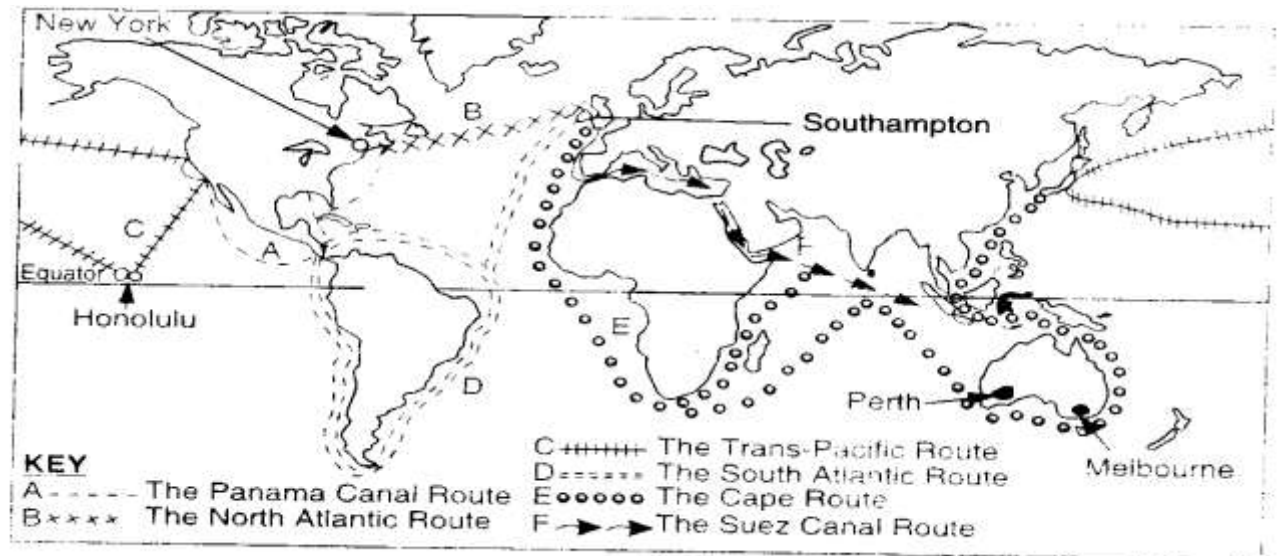 New York
B
Southampton
C
A
F
Equator
Honolulu
E
D
Perth
Melbourne
KEY
A - - - - - - The Panama Canal Route
B ×××× The North Atlantic Route
C +++++++ The Trans-Pacific Route
D ===== The South Atlantic Route
E ooooo The Cape Route
F →→→ The Suez Canal Route